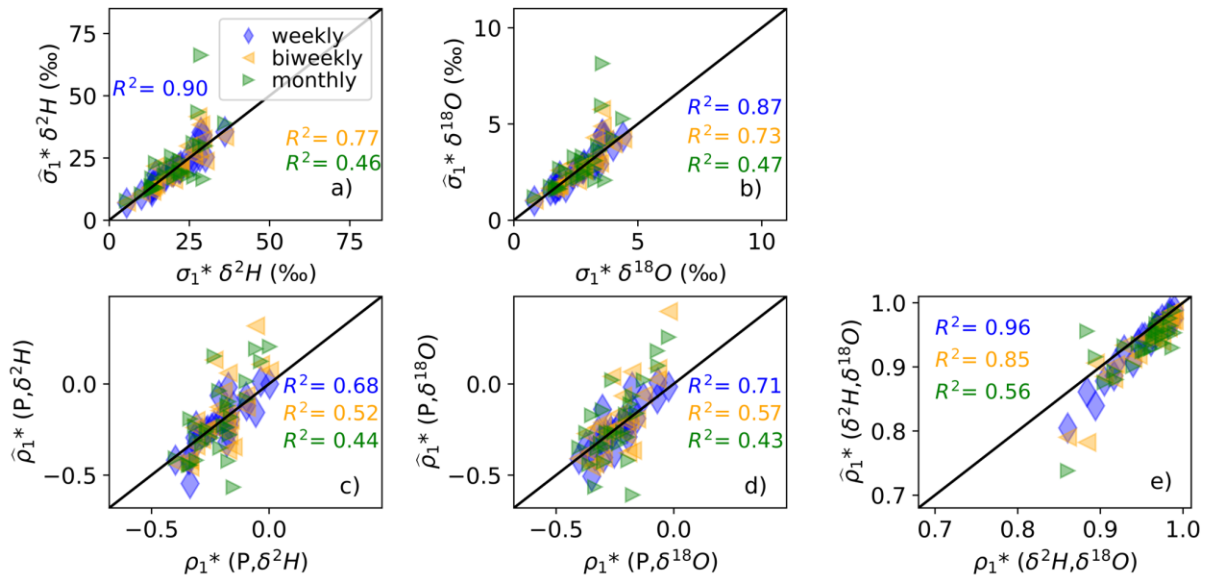 75
50
25
0
σ̂₁* δ²H (‰)
weekly
biweekly
monthly
R²= 0.90
R²= 0.77
R²= 0.46
a)
0 25 50 75
σ₁* δ²H (‰)
10
5
0
σ̂₁* δ¹⁸O (‰)
R²= 0.87
R²= 0.73
R²= 0.47
b)
0 5 10
σ₁* δ¹⁸O (‰)
0.0
−0.5
ρ̂₁* (P,δ²H)
R²= 0.68
R²= 0.52
R²= 0.44
c)
−0.5 0.0
ρ₁* (P,δ²H)
0.0
−0.5
ρ̂₁* (P,δ¹⁸O)
R²= 0.71
R²= 0.57
R²= 0.43
d)
−0.5 0.0
ρ₁* (P,δ¹⁸O)
1.0
0.9
0.8
0.7
ρ̂₁* (δ²H,δ¹⁸O)
R²= 0.96
R²= 0.85
R²= 0.56
e)
0.7 0.8 0.9 1.0
ρ₁* (δ²H,δ¹⁸O)